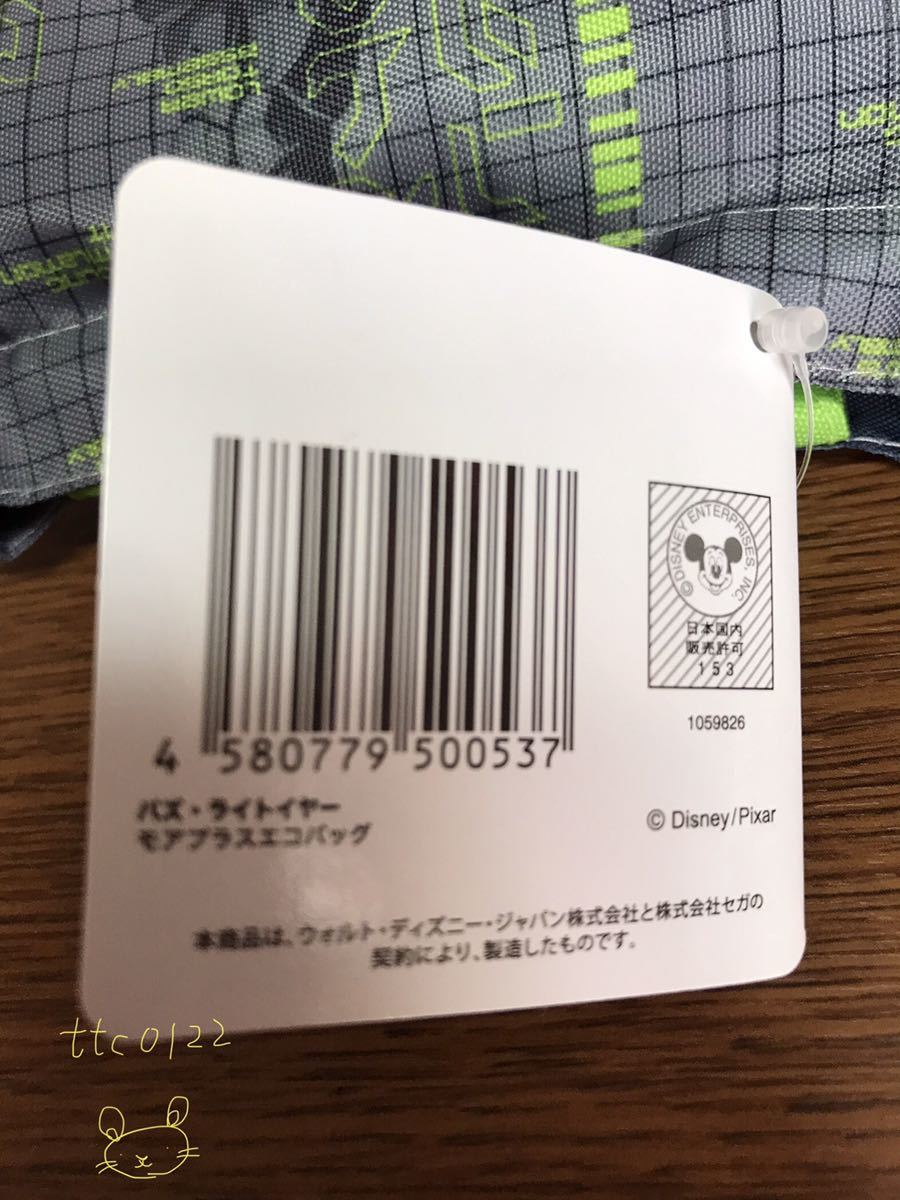 ©DISNEY ENTERPRISES, INC.
日本国内
販売許可
153
1059826
4 580779 500537
バズ・ライトイヤー
モアプラスエコバッグ
© Disney/Pixar
本商品は、ウォルト・ディズニー・ジャパン株式会社と株式会社セガの
契約により、製造したものです。
ttc0122